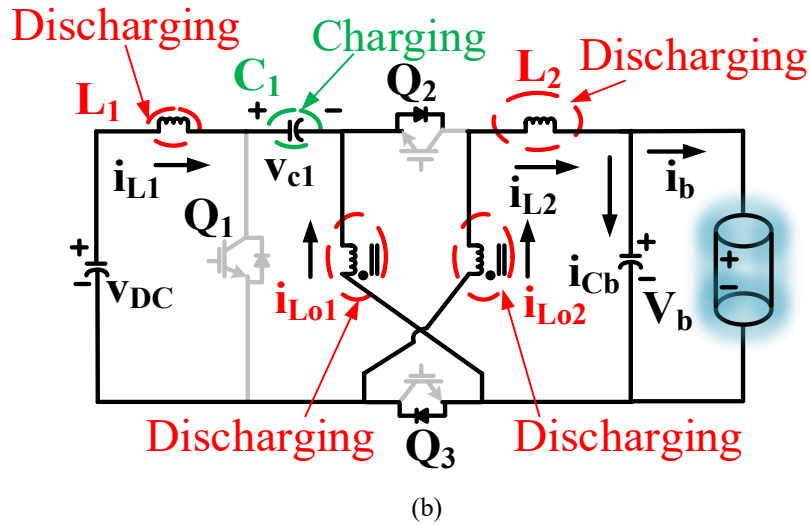 Discharging
Charging
C1
Q2
L2
Discharging
L1
+ −
iL1
vc1
iL2
ib
Q1
+
−
vDC
iLo1
iLo2
iCb
+
−
Vb
+
−
Discharging
Q3
Discharging
(b)